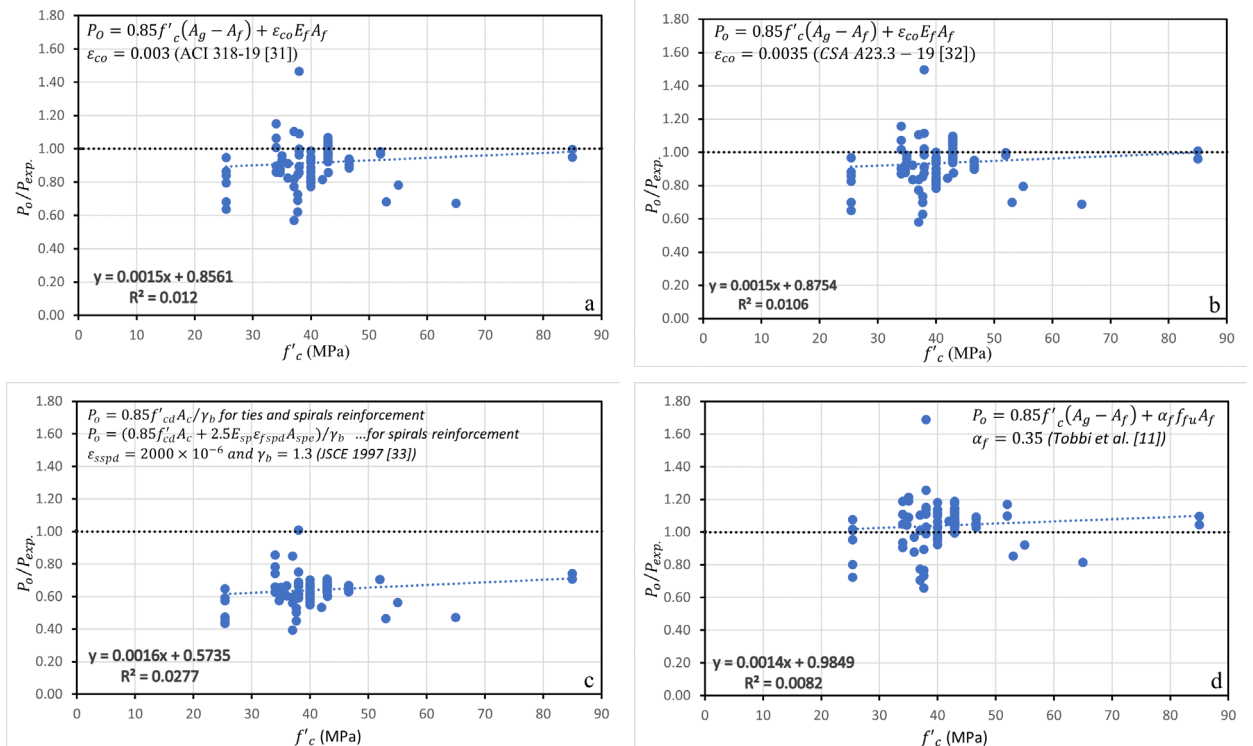 P_o = 0.85f'_c(A_g − A_f) + ε_co E_f A_f
ε_co = 0.003 (ACI 318-19 [31])
1.80
1.60
1.40
1.20
1.00
0.80
0.60
0.40
0.20
0.00
P_o/P_exp.
y = 0.0015x + 0.8561
R² = 0.012
a
0 10 20 30 40 50 60 70 80 90
f'_c (MPa)
P_o = 0.85f'_c(A_g − A_f) + ε_co E_f A_f
ε_co = 0.0035 (CSA A23.3 − 19 [32])
1.80
1.60
1.40
1.20
1.00
0.80
0.60
0.40
0.20
0.00
P_o/P_exp.
y = 0.0015x + 0.8754
R² = 0.0106
b
0 10 20 30 40 50 60 70 80 90
f'_c (MPa)
P_o = 0.85f'_cd A_c/γ_b for ties and spirals reinforcement
P_o = (0.85f'_cd A_c + 2.5E_sp ε_fspd A_spe)/γ_b ...for spirals reinforcement
ε_sspd = 2000 × 10⁻⁶ and γ_b = 1.3 (JSCE 1997 [33])
1.80
1.60
1.40
1.20
1.00
0.80
0.60
0.40
0.20
0.00
P_o/P_exp.
y = 0.0016x + 0.5735
R² = 0.0277
c
0 10 20 30 40 50 60 70 80 90
f'_c (MPa)
P_o = 0.85f'_c(A_g − A_f) + α_f f_fu A_f
α_f = 0.35 (Tobbi et al. [11])
1.80
1.60
1.40
1.20
1.00
0.80
0.60
0.40
0.20
0.00
P_o/P_exp.
y = 0.0014x + 0.9849
R² = 0.0082
d
0 10 20 30 40 50 60 70 80 90
f'_c (MPa)